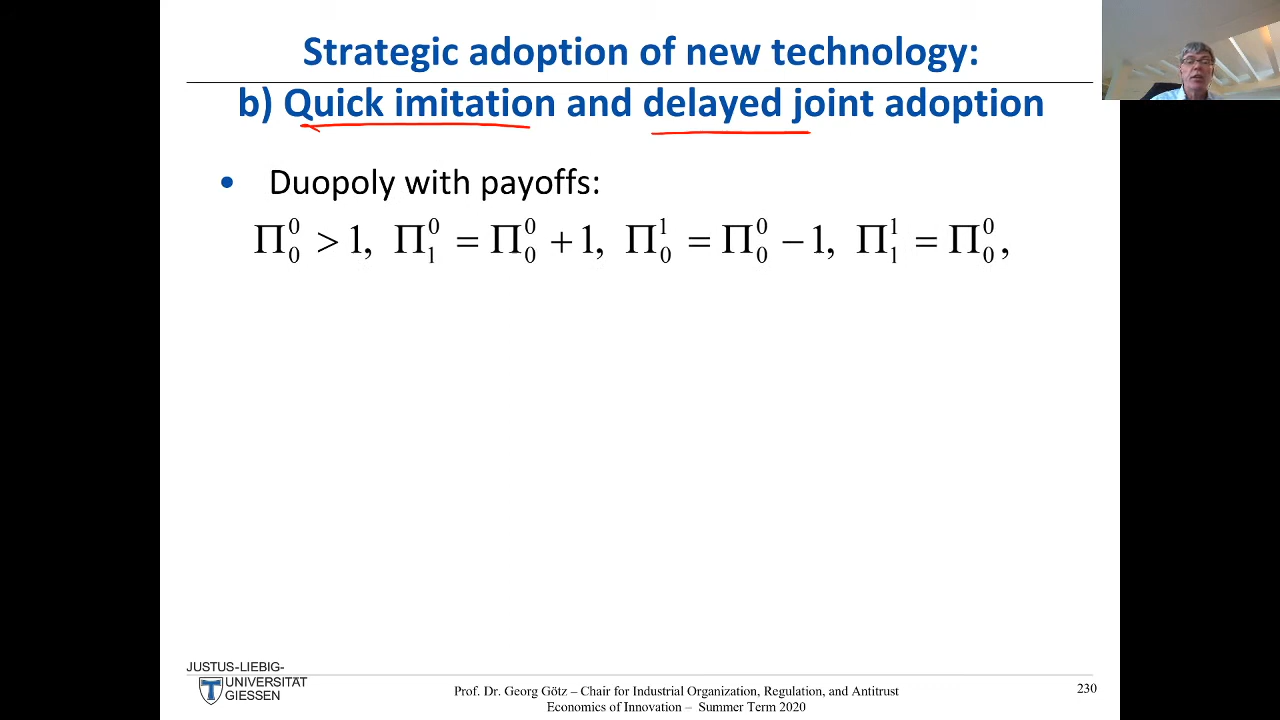 Strategic adoption of new technology:
b) Quick imitation and delayed joint adoption
• Duopoly with payoffs:
Π₀⁰ > 1, Π₁⁰ = Π₀⁰ + 1, Π₀¹ = Π₀⁰ − 1, Π₁¹ = Π₀⁰,
JUSTUS-LIEBIG-
UNIVERSITÄT
GIESSEN
Prof. Dr. Georg Götz – Chair for Industrial Organization, Regulation, and Antitrust
Economics of Innovation – Summer Term 2020
230